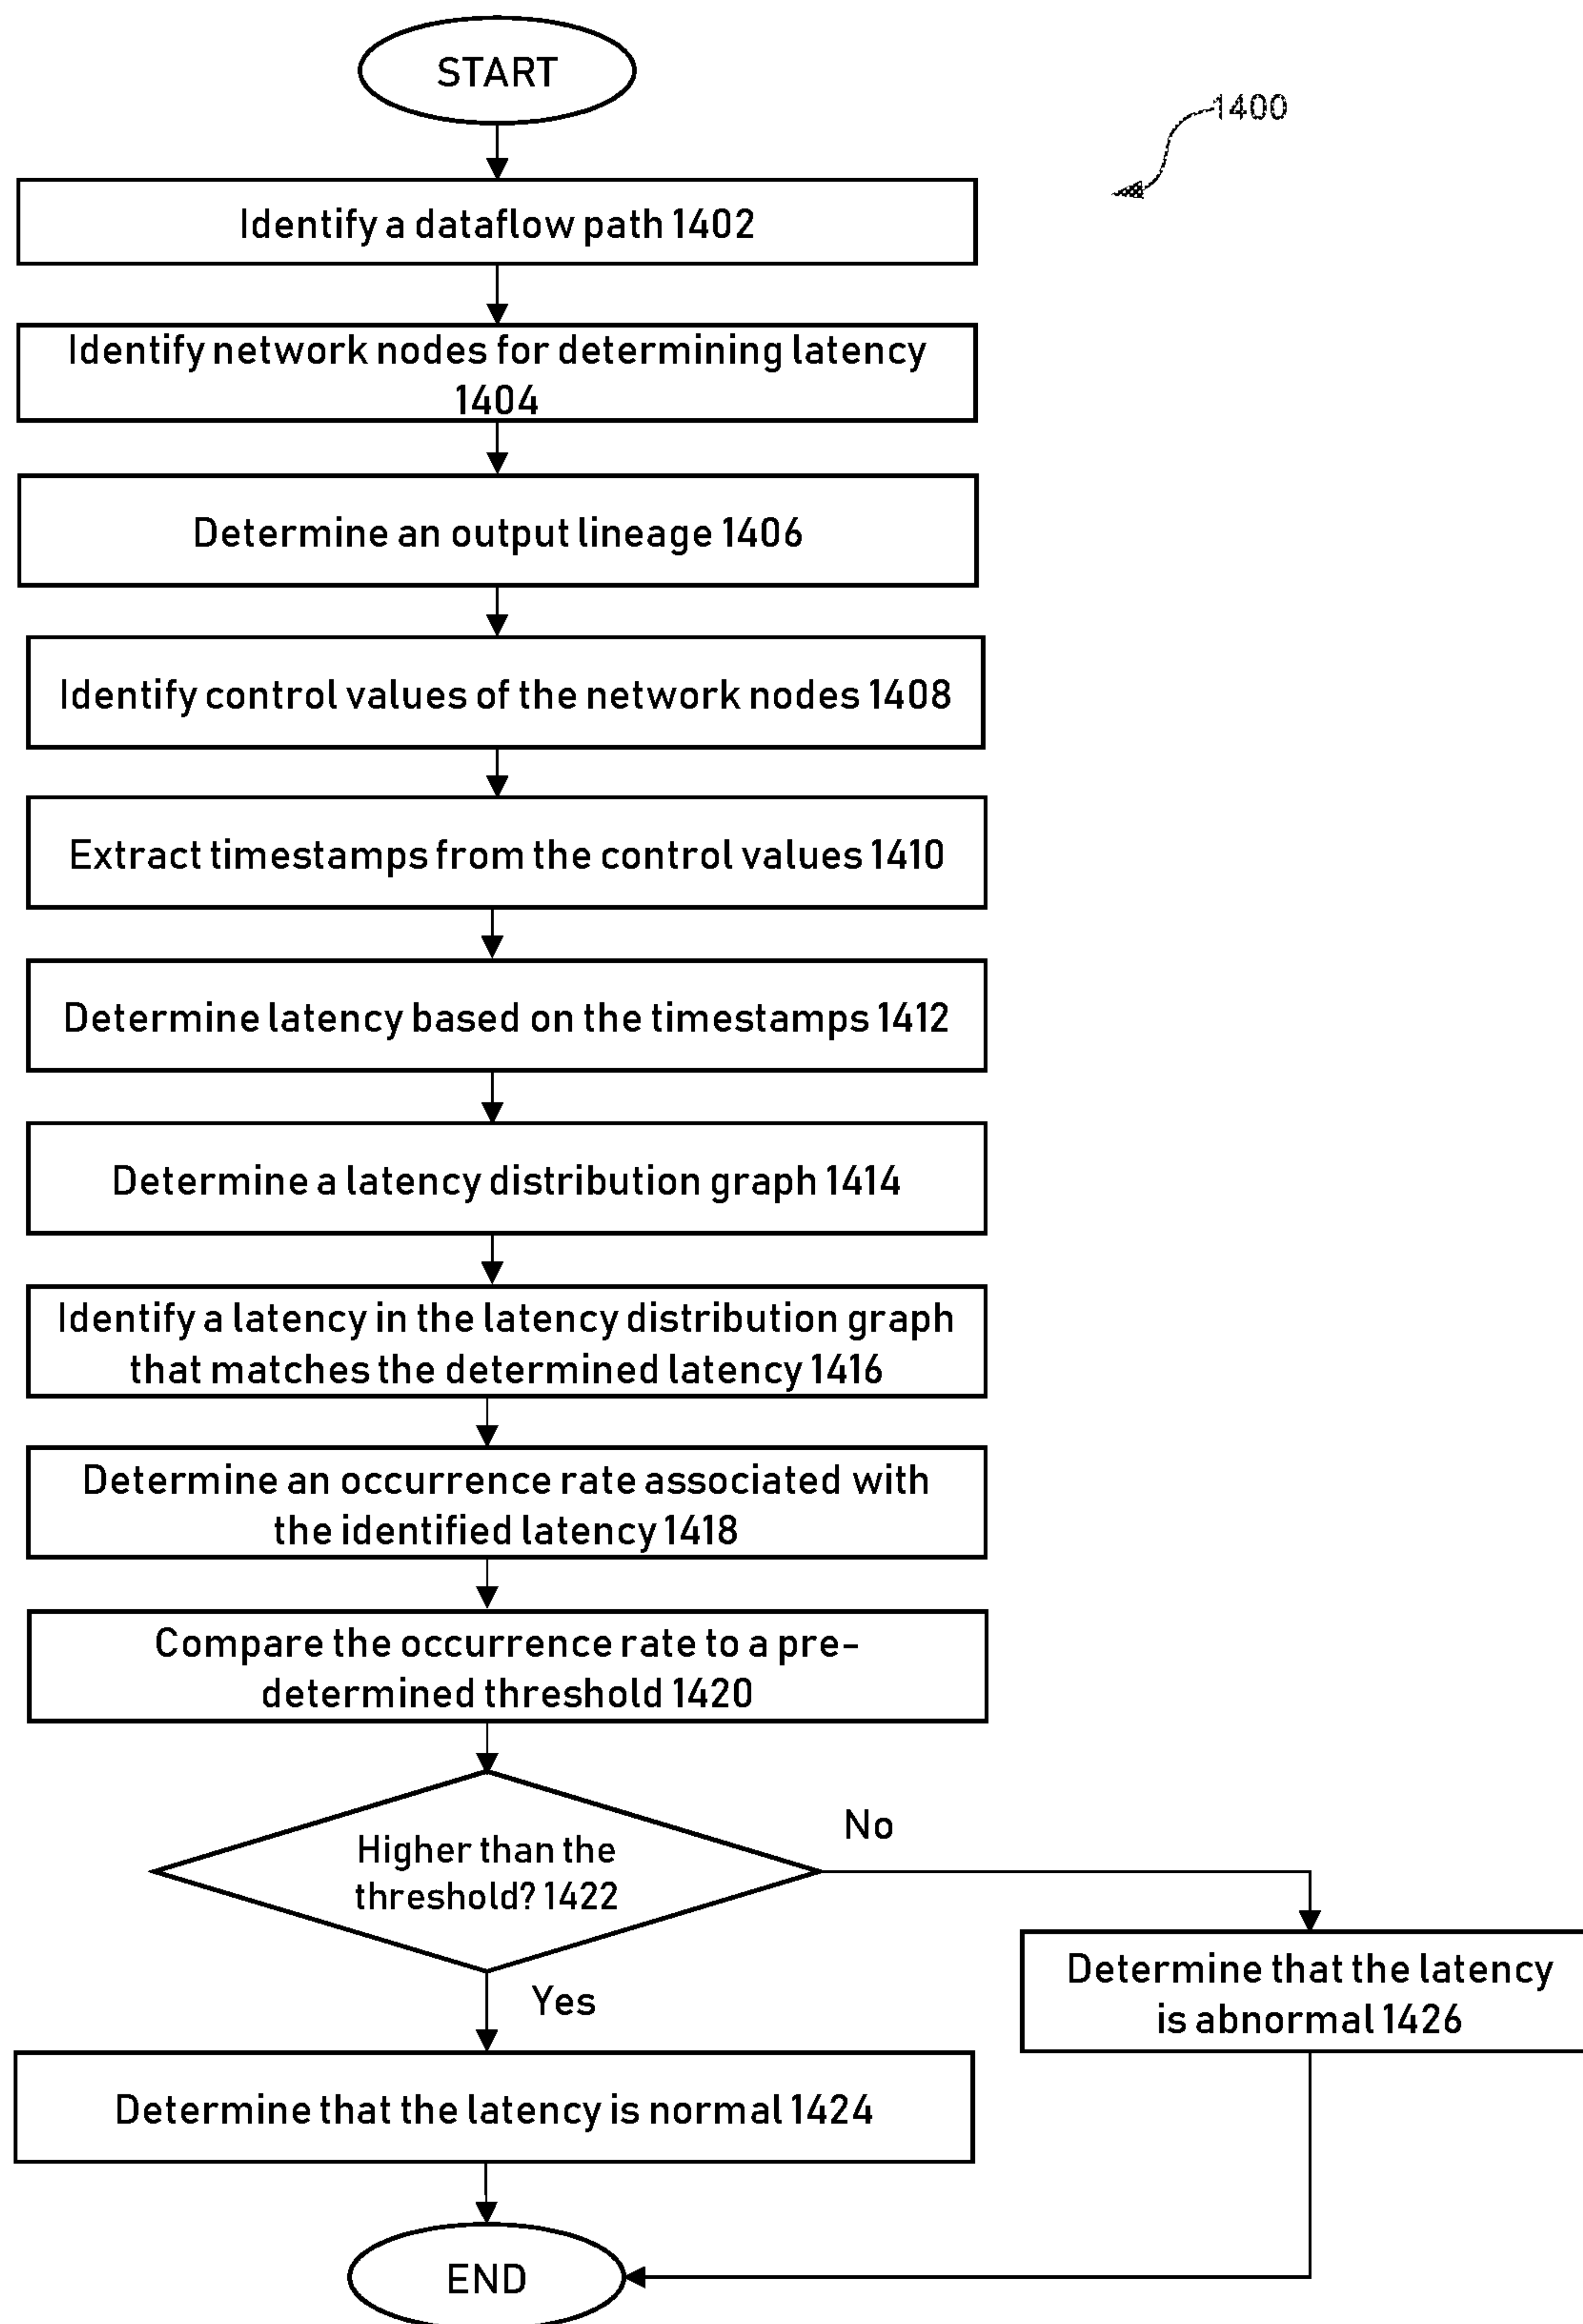 START
1400
Identify a dataflow path 1402
Identify network nodes for determining latency
1404
Determine an output lineage 1406
Identify control values of the network nodes 1408
Extract timestamps from the control values 1410
Determine latency based on the timestamps 1412
Determine a latency distribution graph 1414
Identify a latency in the latency distribution graph
that matches the determined latency 1416
Determine an occurrence rate associated with
the identified latency 1418
Compare the occurrence rate to a pre-
determined threshold 1420
Higher than the
threshold? 1422
No
Yes
Determine that the latency
is abnormal 1426
Determine that the latency is normal 1424
END